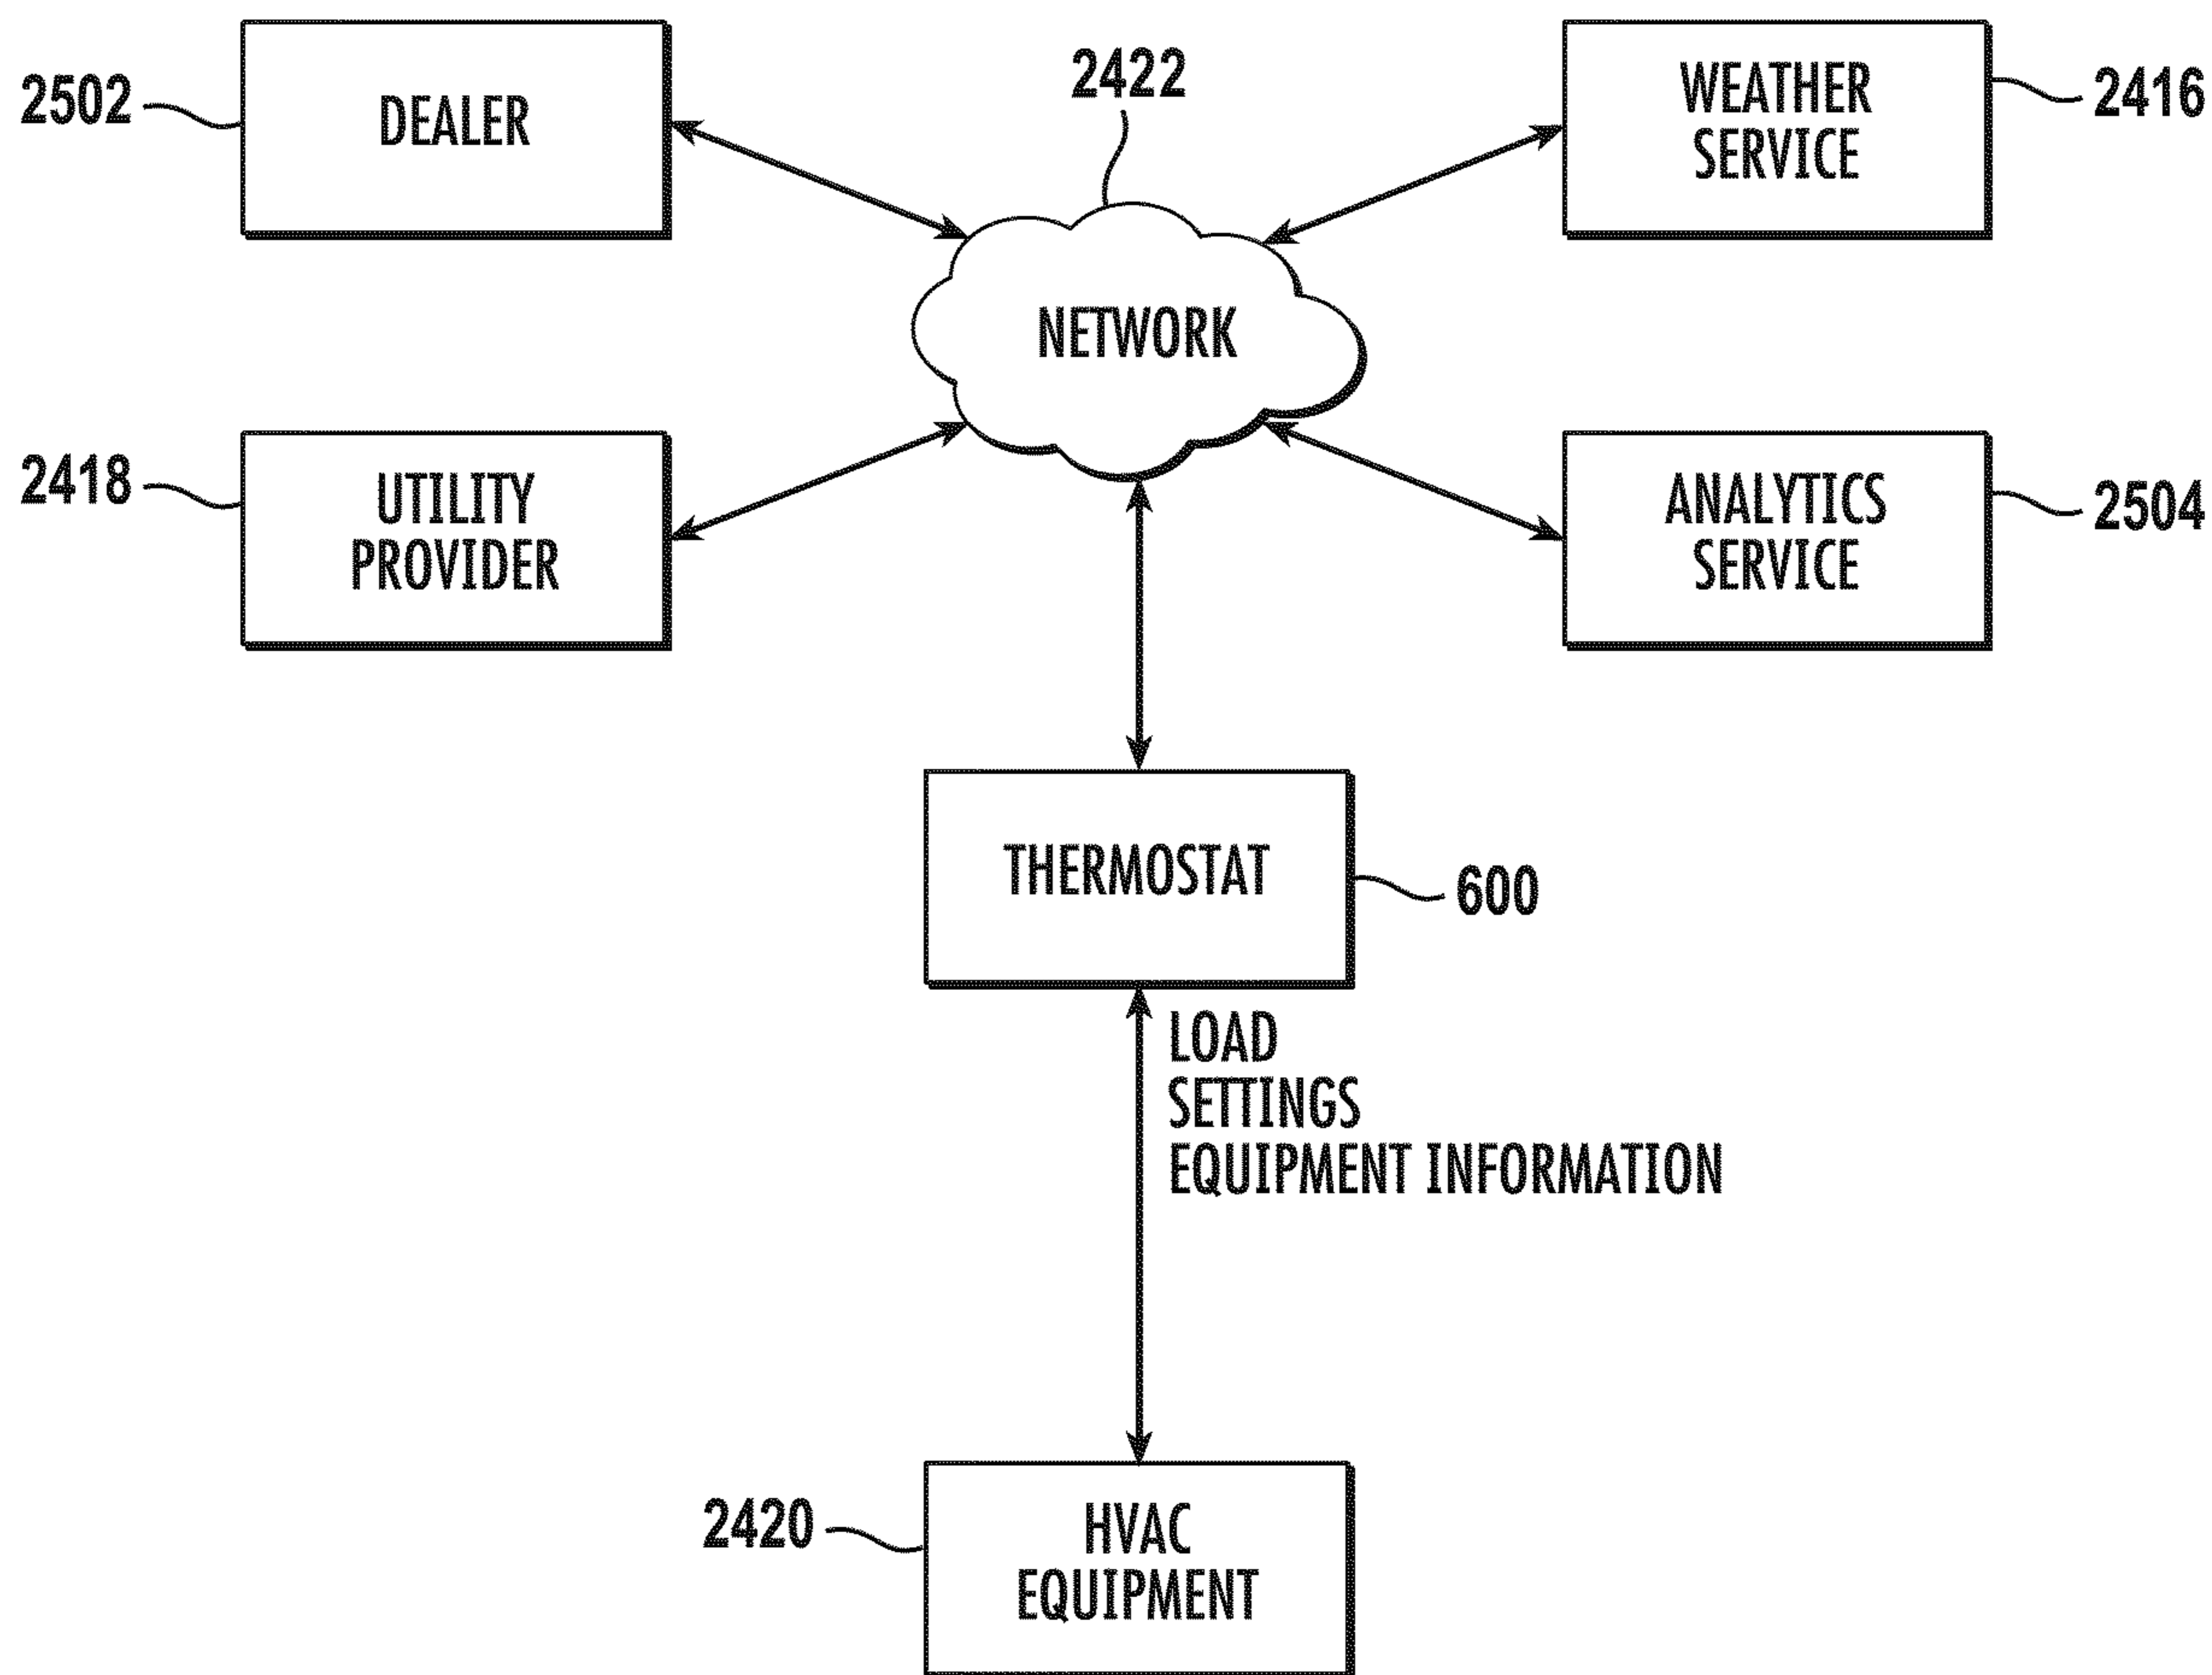 2502
DEALER
2422
WEATHER
SERVICE
2416
NETWORK
2418
UTILITY
PROVIDER
ANALYTICS
SERVICE
2504
THERMOSTAT
600
LOAD
SETTINGS
EQUIPMENT INFORMATION
2420
HVAC
EQUIPMENT